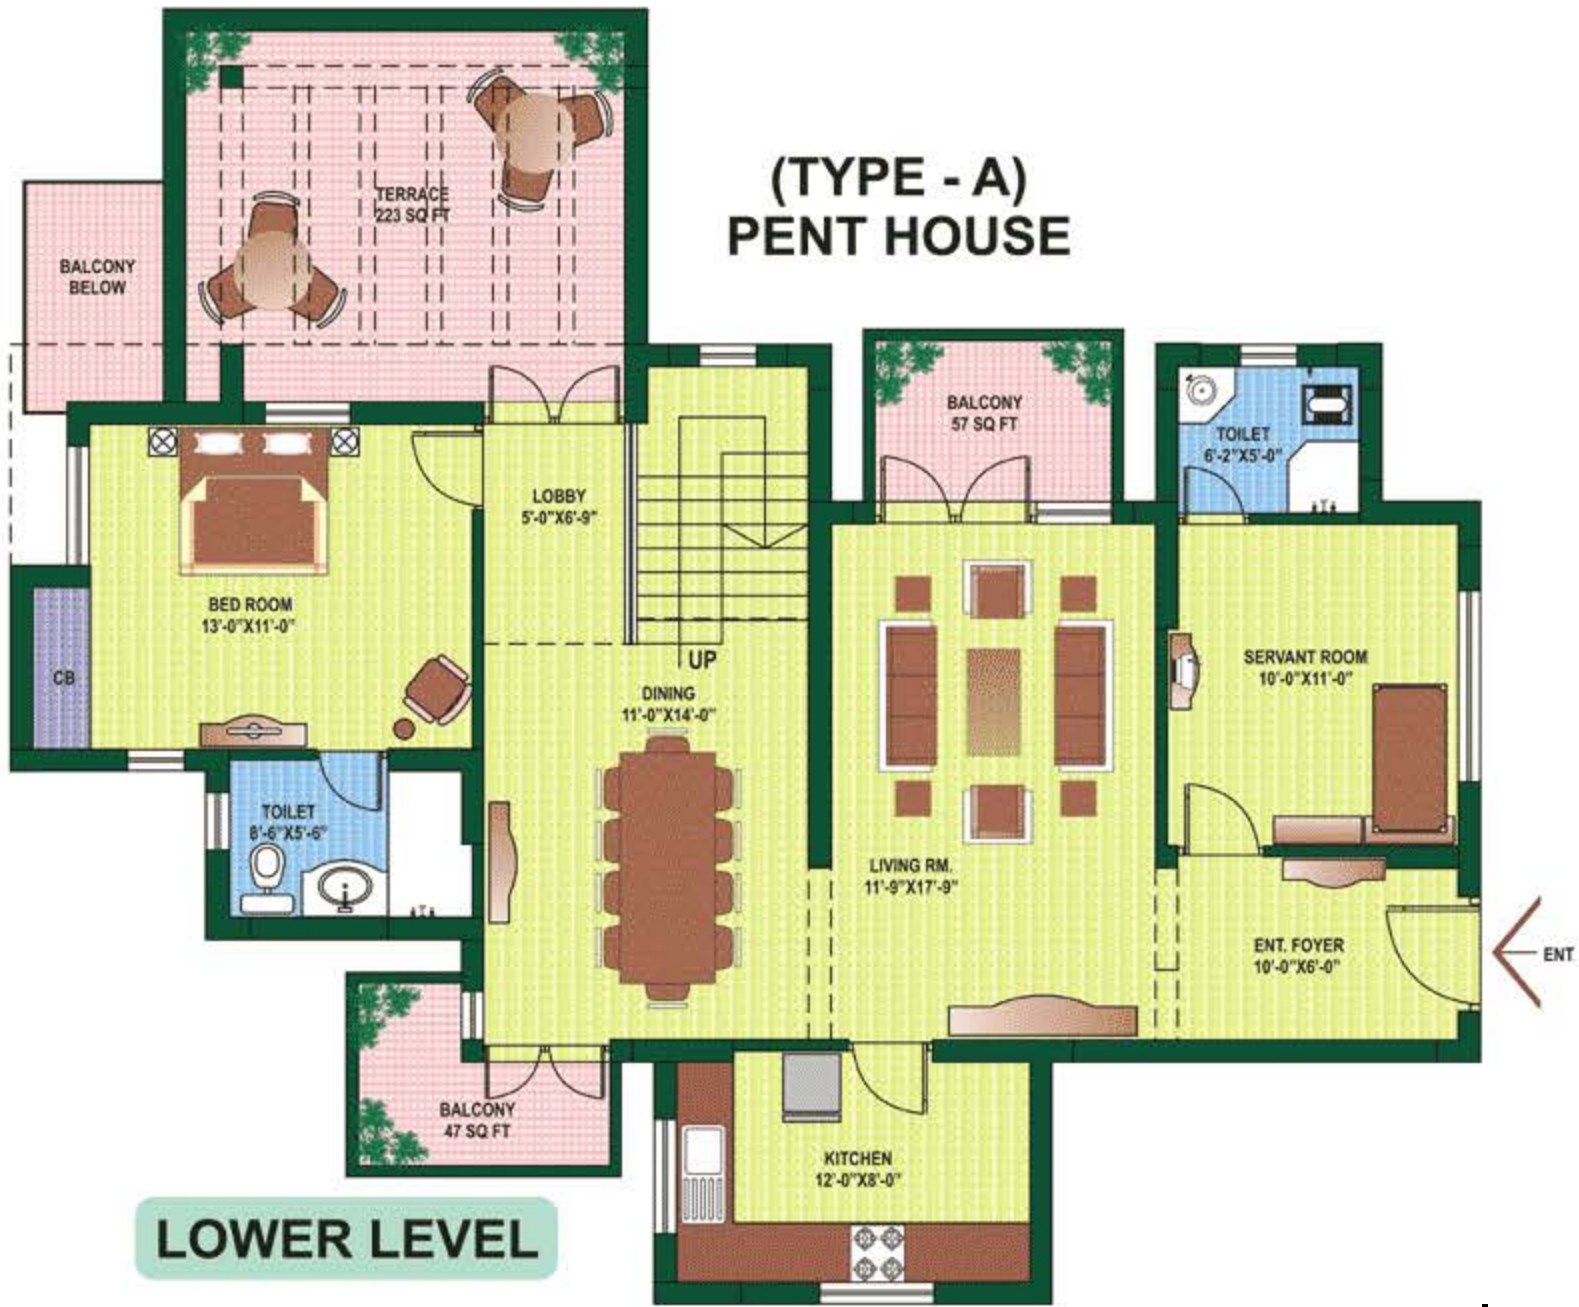 (TYPE - A)
PENT HOUSE
TERRACE
223 SQ FT
BALCONY
BELOW
BALCONY
57 SQ FT
TOILET
6'-2"X5'-0"
LOBBY
5'-0"X6'-9"
BED ROOM
13'-0"X11'-0"
CB
UP
DINING
11'-0"X14'-0"
SERVANT ROOM
10'-0"X11'-0"
TOILET
8'-6"X5'-6"
LIVING RM.
11'-9"X17'-9"
ENT. FOYER
10'-0"X6'-0"
ENT
BALCONY
47 SQ FT
KITCHEN
12'-0"X8'-0"
LOWER LEVEL